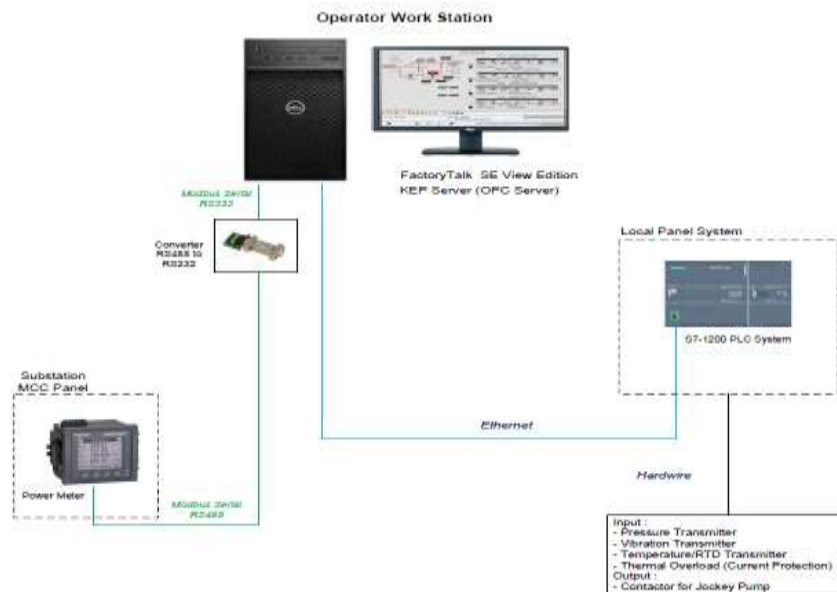 Operator Work Station
FactoryTalk SE View Edition
KEP Server (OPC Server)
Modbus Serial
RS232
Converter
RS485 to
RS232
Local Panel System
S7-1200 PLC System
Substation
MCC Panel
Power Meter
Modbus Serial
RS485
Ethernet
Hardwire
Input :
- Pressure Transmitter
- Vibration Transmitter
- Temperature/RTD Transmitter
- Thermal Overload (Current Protection)
Output :
- Contactor for Jockey Pump